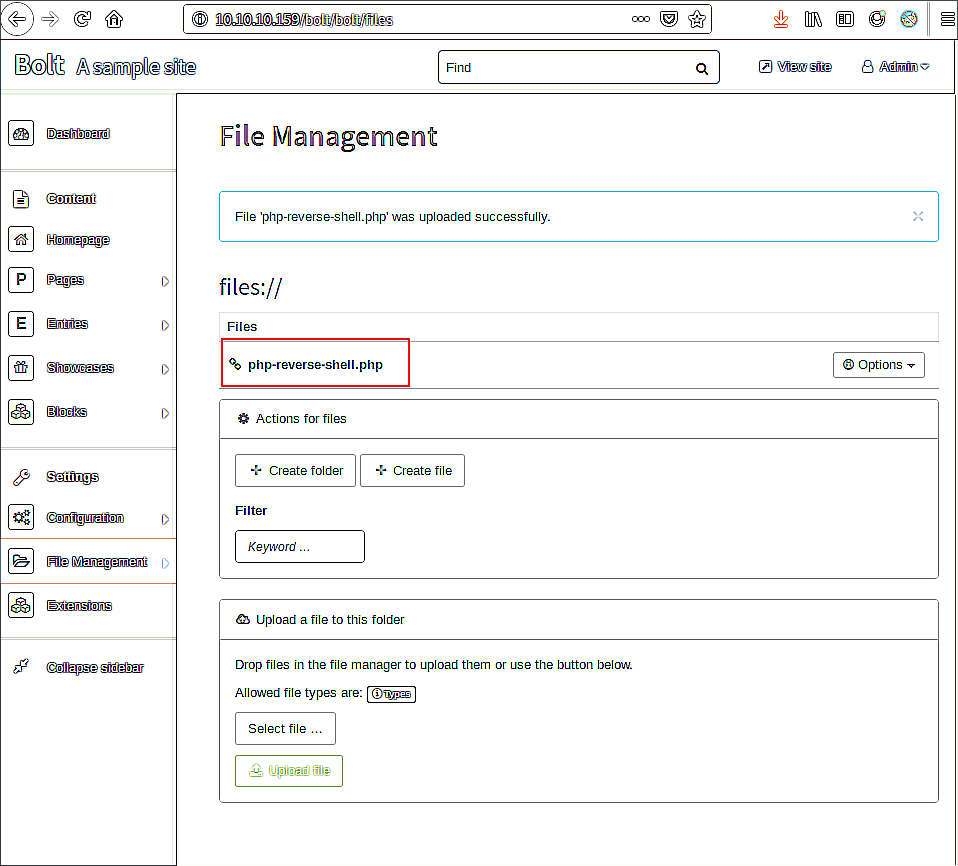 10.10.10.159/bolt/bolt/files
Bolt A sample site
Find
View site
Admin
Dashboard
Content
Homepage
P Pages
E Entries
Showcases
Blocks
Settings
Configuration
File Management
Extensions
Collapse sidebar
File Management
File 'php-reverse-shell.php' was uploaded successfully.
files://
Files
php-reverse-shell.php
Options
Actions for files
Create folder
Create file
Filter
Keyword ...
Upload a file to this folder
Drop files in the file manager to upload them or use the button below.
Allowed file types are: Types
Select file ...
Upload file